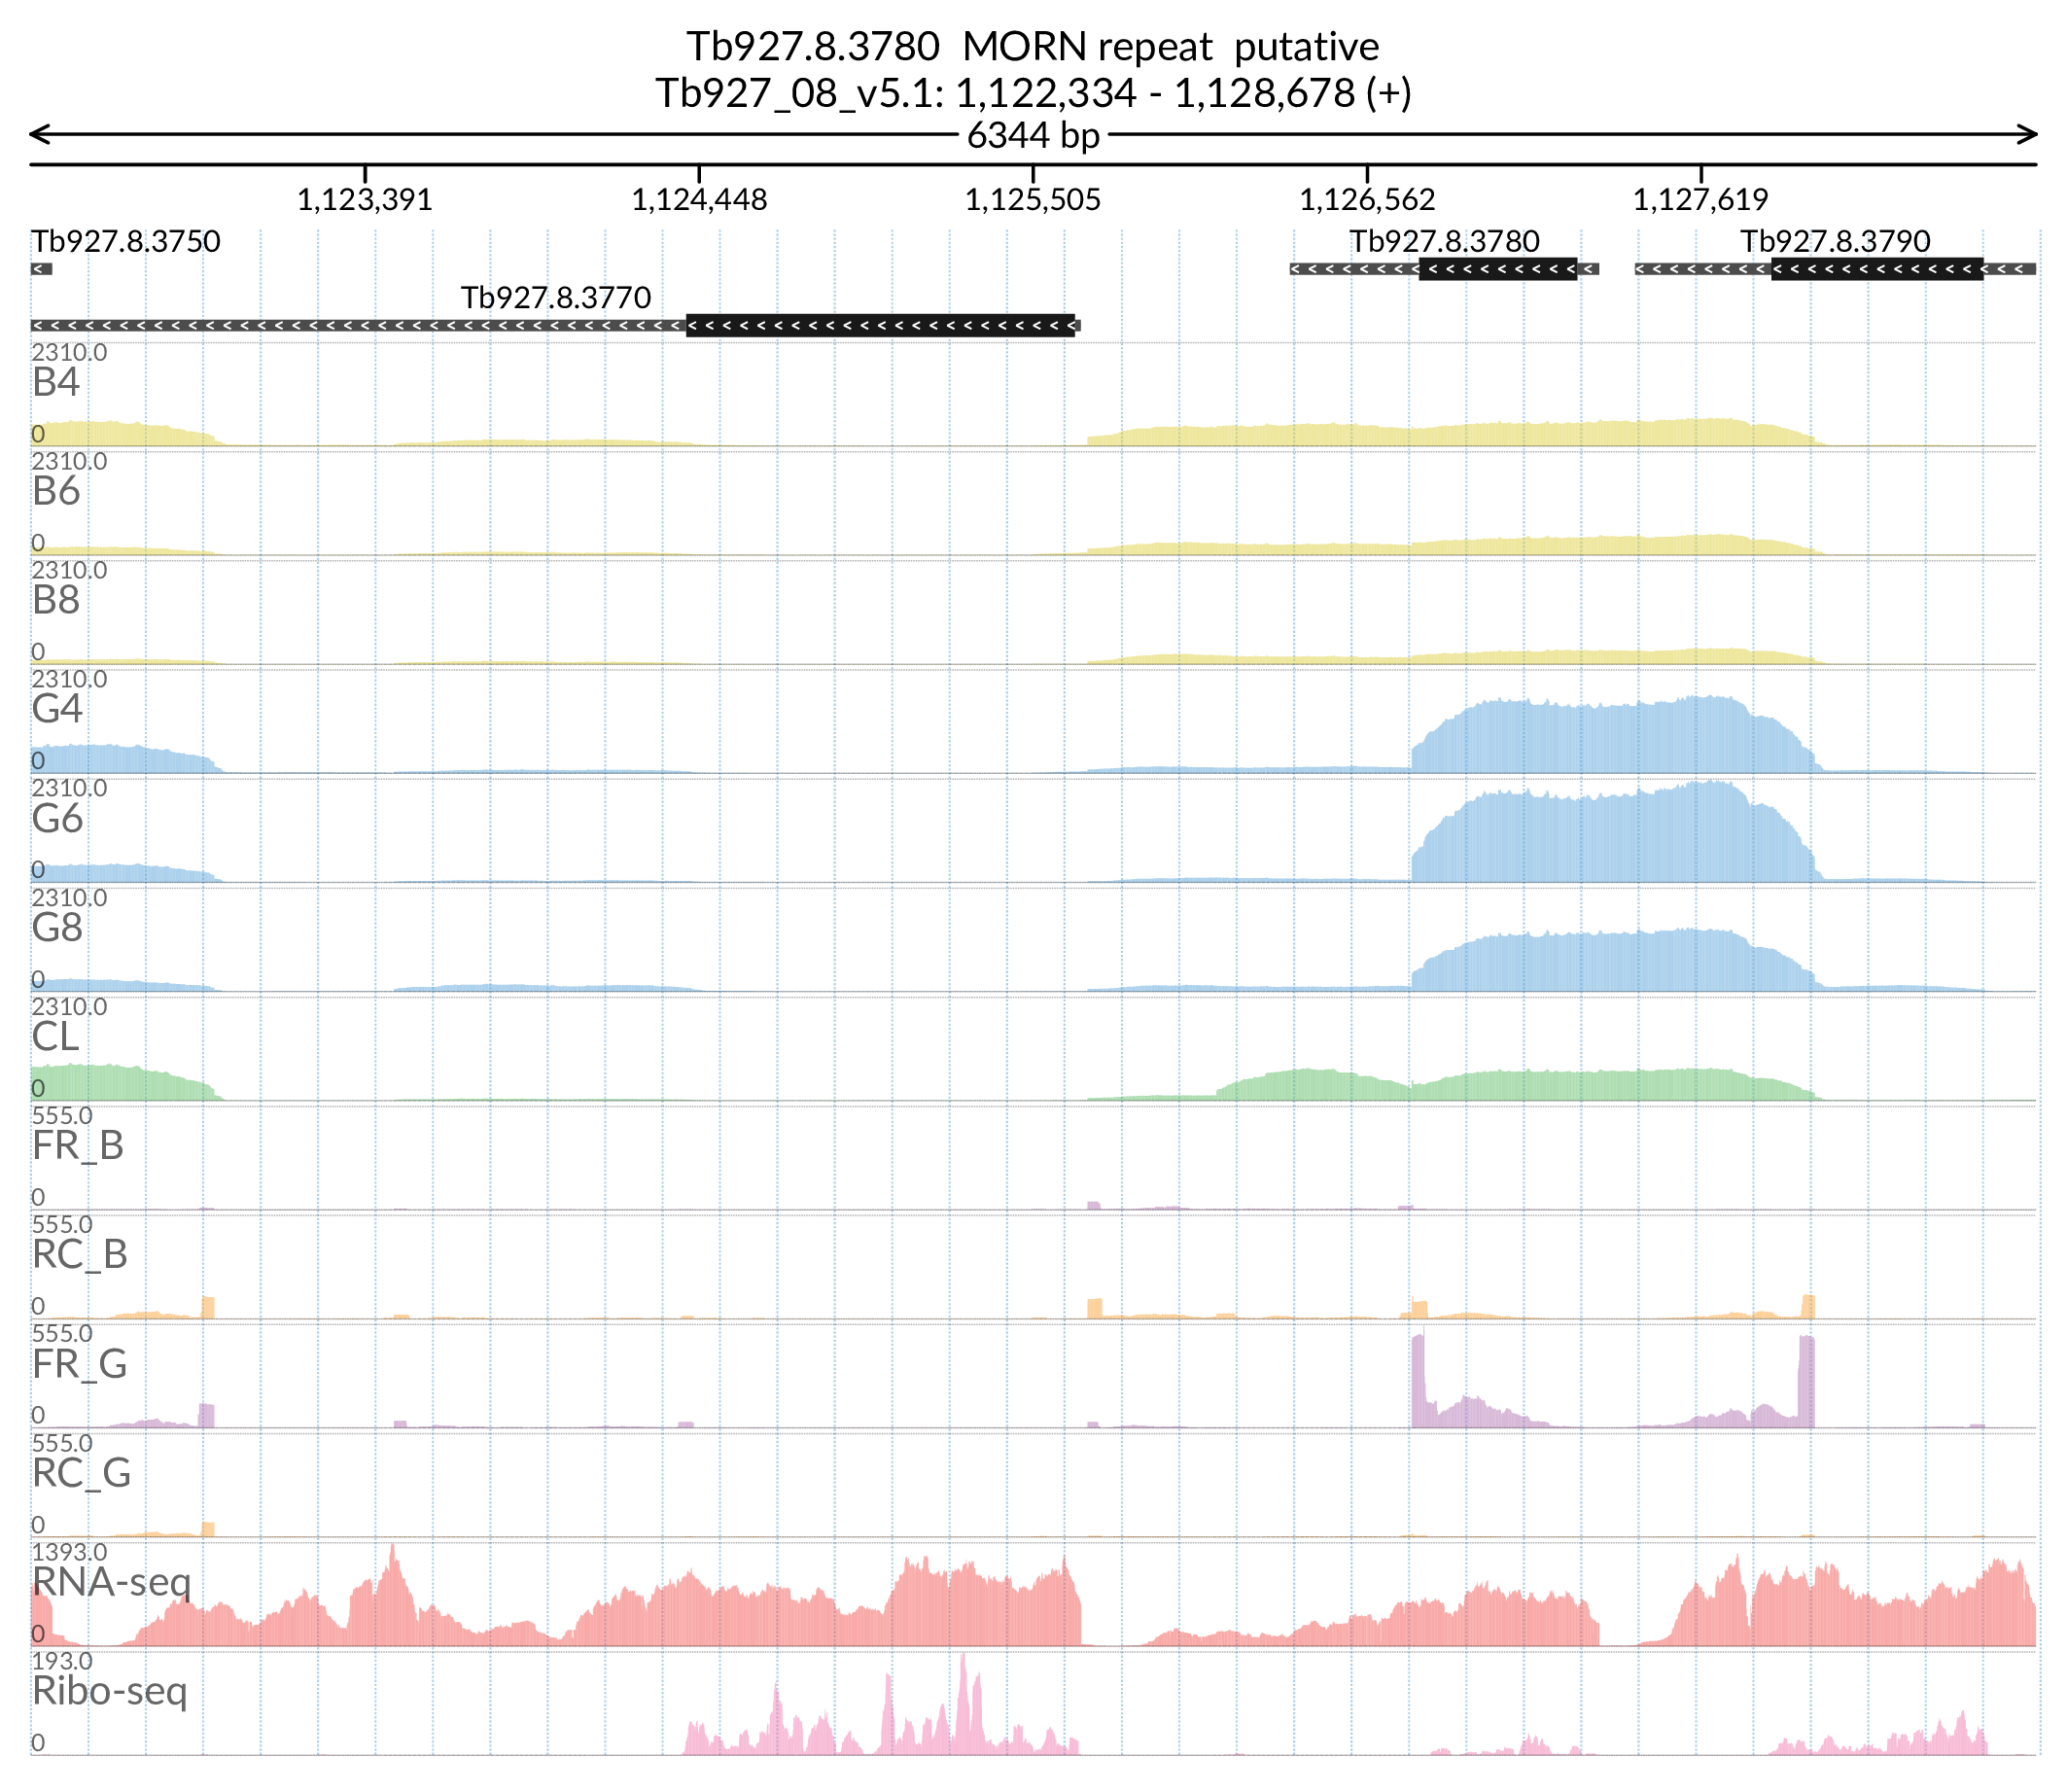 Tb927.8.3780  MORN repeat  putative
Tb927_08_v5.1: 1,122,334 - 1,128,678 (+)
6344 bp
1,123,391 1,124,448 1,125,505 1,126,562 1,127,619
Tb927.8.3750 Tb927.8.3780 Tb927.8.3790
Tb927.8.3770
2310.0
B4
0
2310.0
B6
0
2310.0
B8
0
2310.0
G4
0
2310.0
G6
0
2310.0
G8
0
2310.0
CL
0
555.0
FR_B
0
555.0
RC_B
0
555.0
FR_G
0
555.0
RC_G
0
1393.0
RNA-seq
0
193.0
Ribo-seq
0